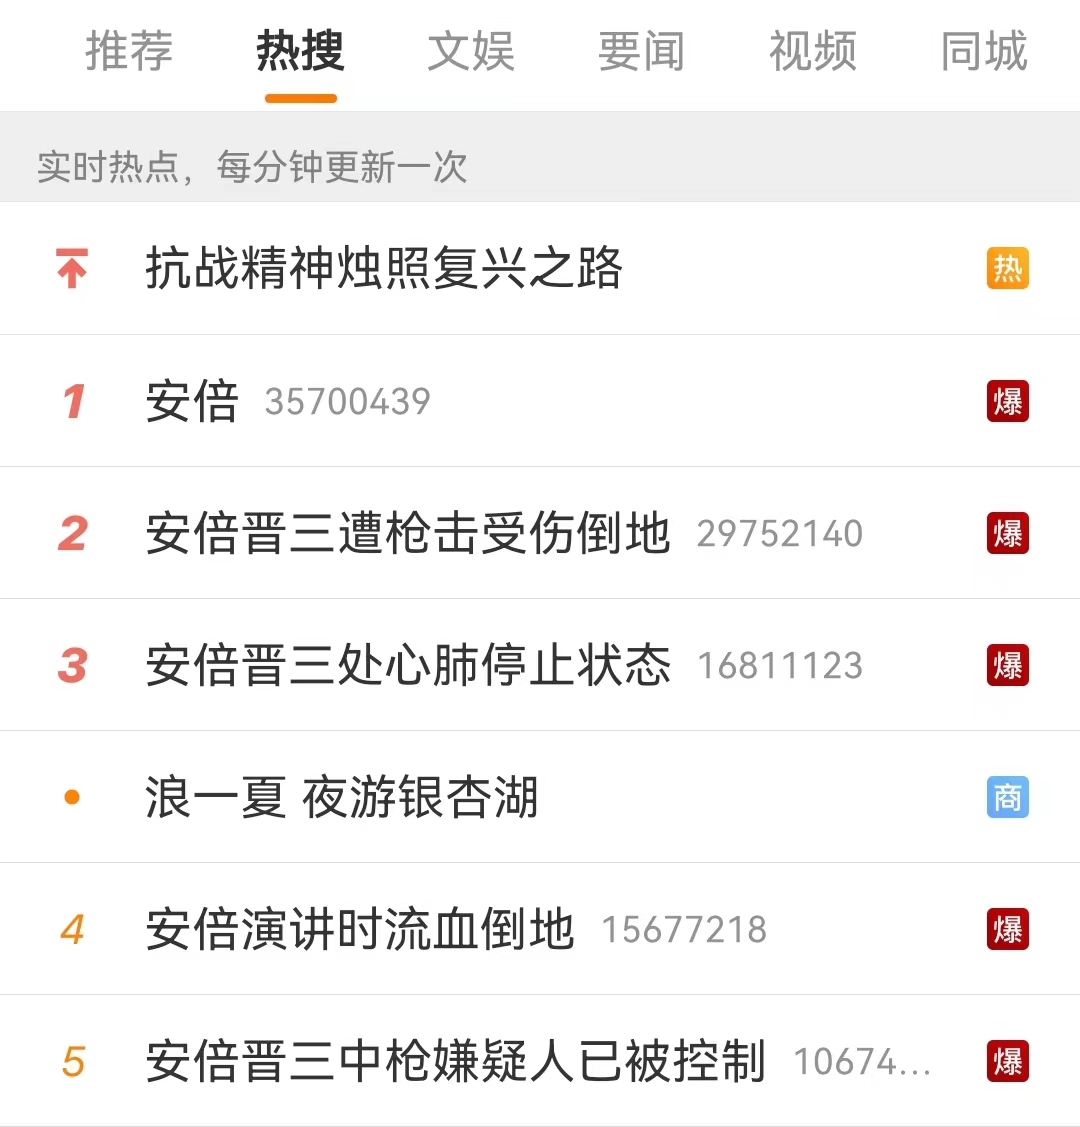 推荐 热搜 文娱 要闻 视频 同城
实时热点，每分钟更新一次
抗战精神烛照复兴之路 热
1 安倍 35700439 爆
2 安倍晋三遭枪击受伤倒地 29752140 爆
3 安倍晋三处心肺停止状态 16811123 爆
浪一夏 夜游银杏湖 商
4 安倍演讲时流血倒地 15677218 爆
5 安倍晋三中枪嫌疑人已被控制 10674... 爆